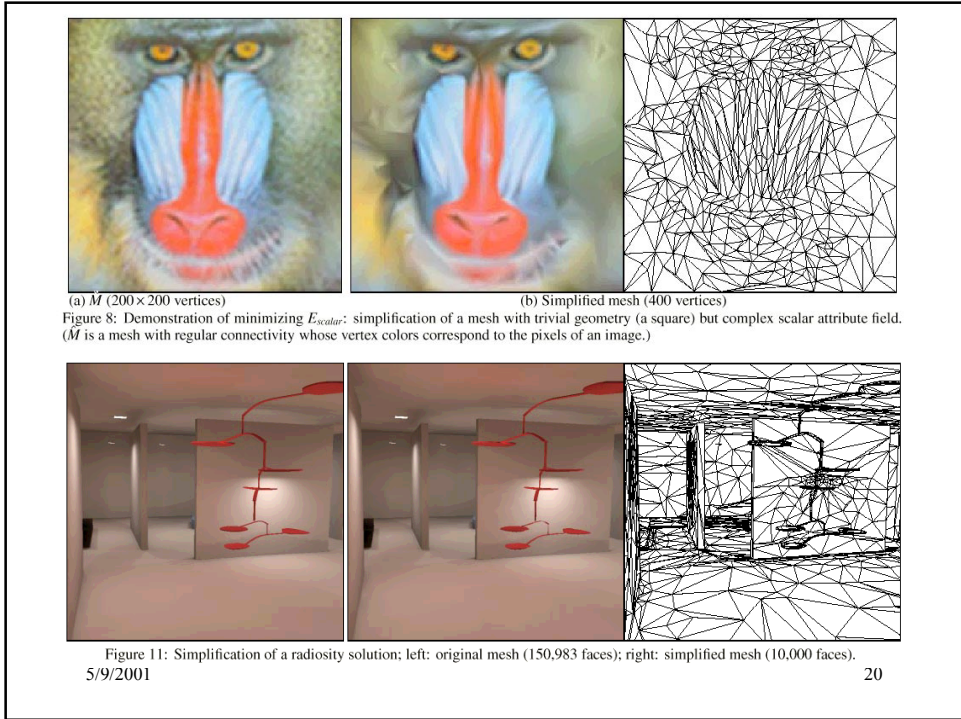 (a) M̂ (200×200 vertices)
(b) Simplified mesh (400 vertices)
Figure 8: Demonstration of minimizing Escalar: simplification of a mesh with trivial geometry (a square) but complex scalar attribute field.
(M̂ is a mesh with regular connectivity whose vertex colors correspond to the pixels of an image.)
Figure 11: Simplification of a radiosity solution; left: original mesh (150,983 faces); right: simplified mesh (10,000 faces).
5/9/2001
20